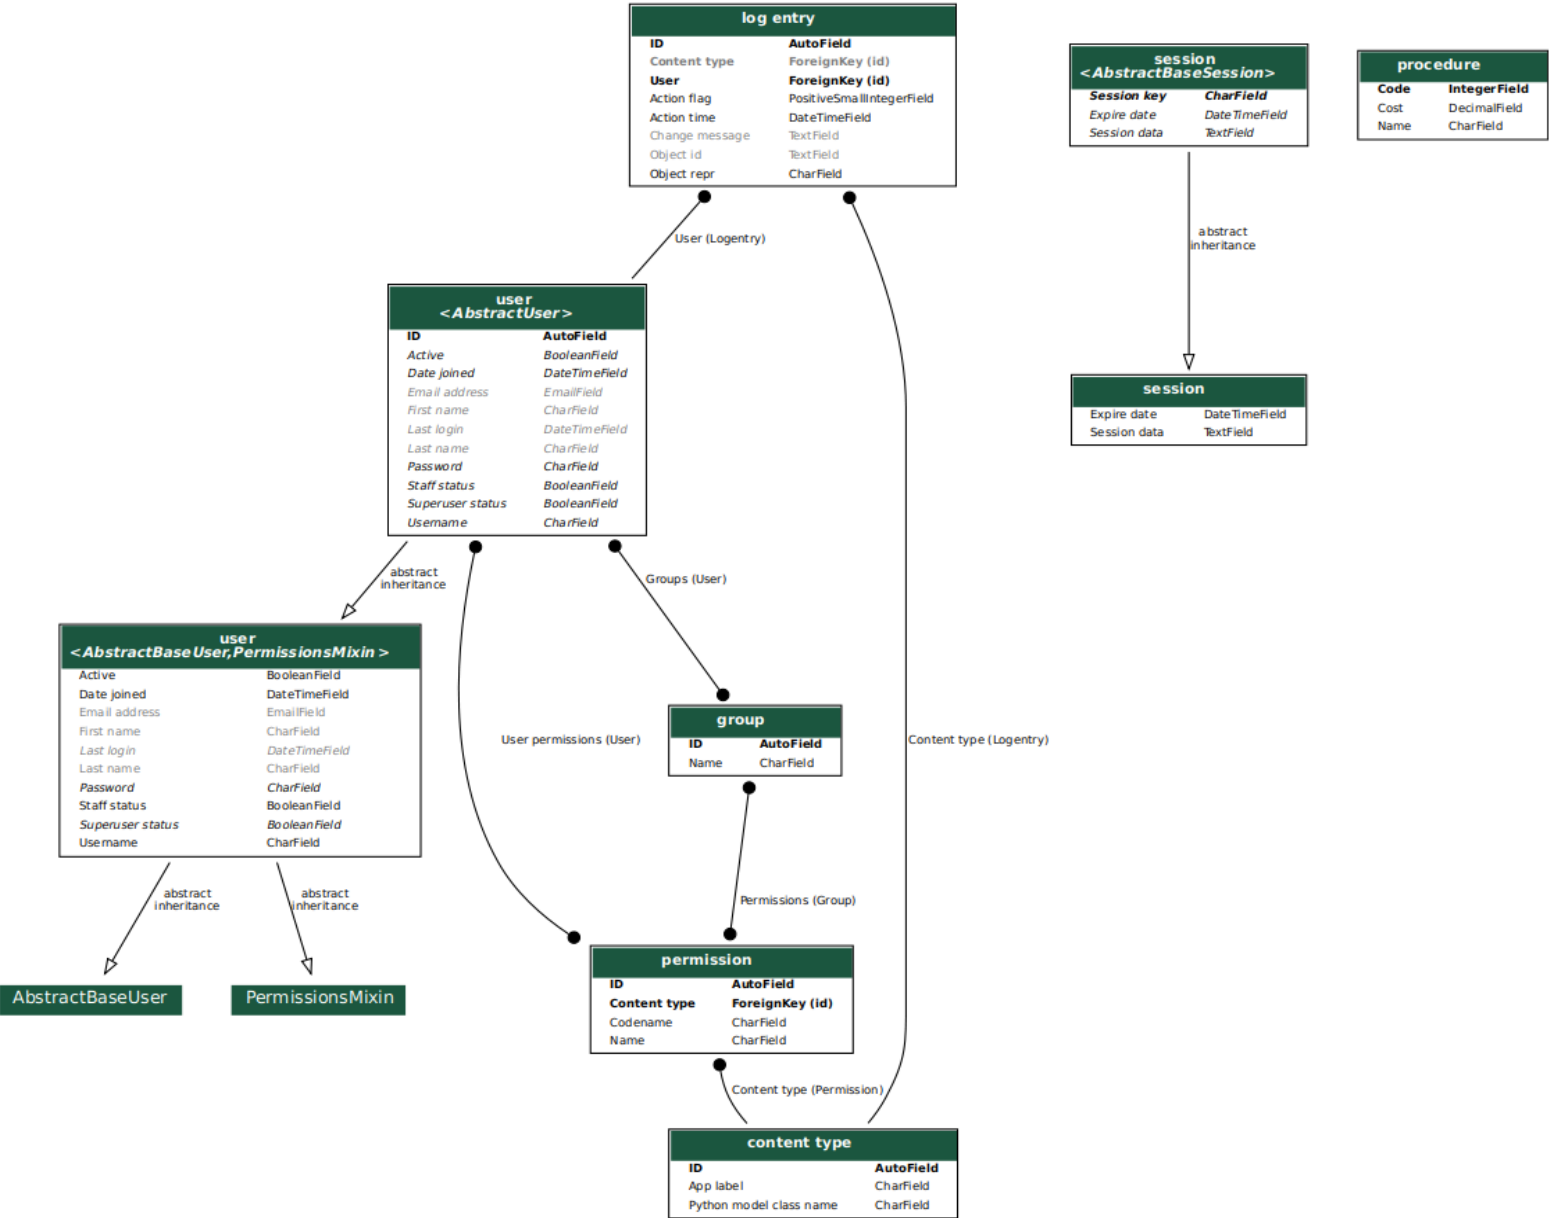 log entry
ID AutoField
Content type ForeignKey (id)
User ForeignKey (id)
Action flag PositiveSmallIntegerField
Action time DateTimeField
Change message TextField
Object id TextField
Object repr CharField
session
<AbstractBaseSession>
Session key CharField
Expire date DateTimeField
Session data TextField
procedure
Code IntegerField
Cost DecimalField
Name CharField
User (Logentry)
abstract
inheritance
user
<AbstractUser>
ID AutoField
Active BooleanField
Date joined DateTimeField
Email address EmailField
First name CharField
Last login DateTimeField
Last name CharField
Password CharField
Staff status BooleanField
Superuser status BooleanField
Username CharField
session
Expire date DateTimeField
Session data TextField
abstract
inheritance
Groups (User)
user
<AbstractBaseUser,PermissionsMixin>
Active BooleanField
Date joined DateTimeField
Email address EmailField
First name CharField
Last login DateTimeField
Last name CharField
Password CharField
Staff status BooleanField
Superuser status BooleanField
Username CharField
User permissions (User)
group
ID AutoField
Name CharField
Content type (Logentry)
abstract
inheritance
abstract
inheritance
Permissions (Group)
AbstractBaseUser
PermissionsMixin
permission
ID AutoField
Content type ForeignKey (id)
Codename CharField
Name CharField
Content type (Permission)
content type
ID AutoField
App label CharField
Python model class name CharField